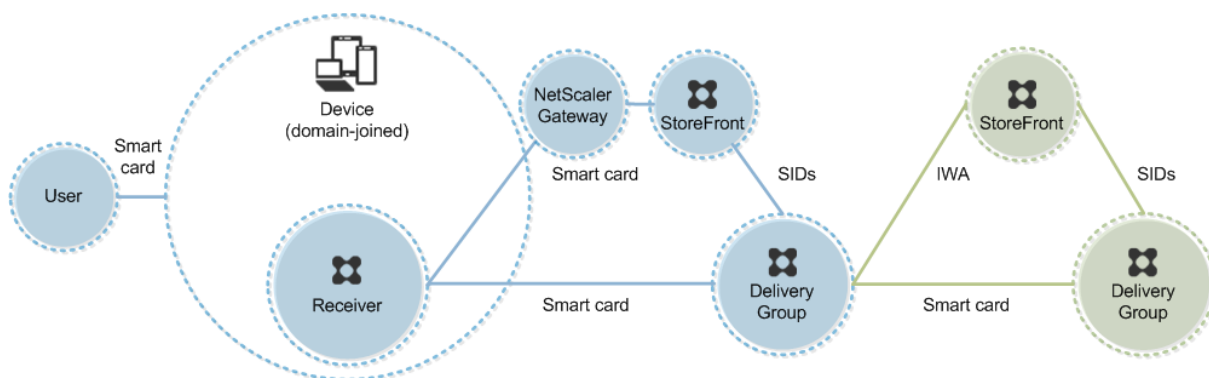 User
Smart
card
Device
(domain-joined)
Receiver
NetScaler
Gateway
StoreFront
Smart card
SIDs
Smart card
Delivery
Group
IWA
StoreFront
SIDs
Smart card
Delivery
Group